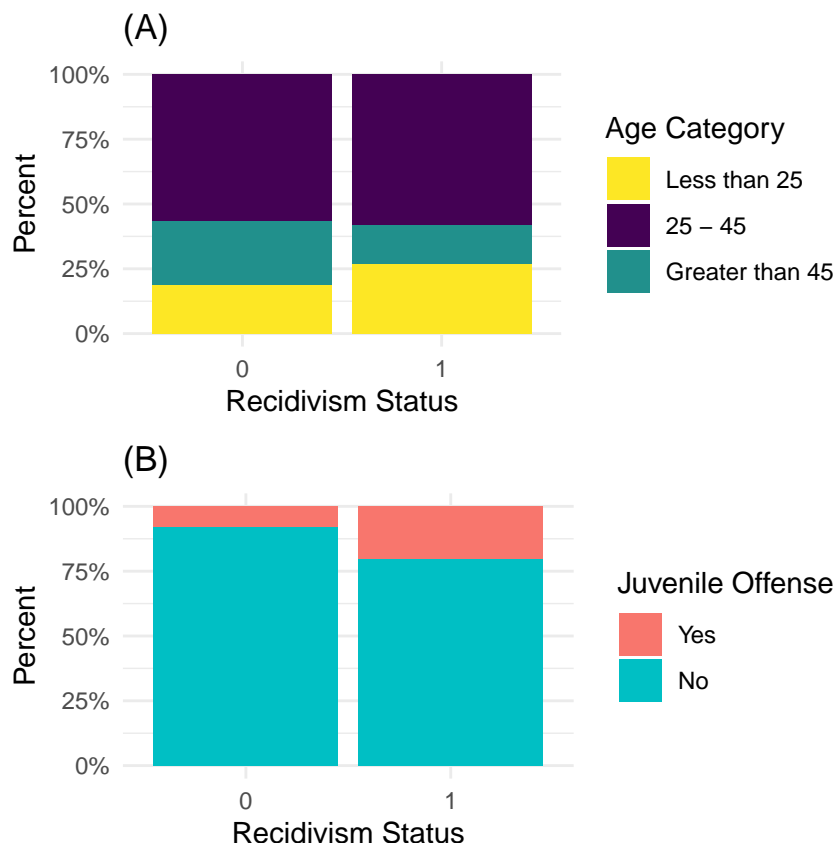 (A)
100%
75%
50%
25%
0%
Percent
0
1
Recidivism Status
Age Category
Less than 25
25 – 45
Greater than 45
(B)
100%
75%
50%
25%
0%
Percent
0
1
Recidivism Status
Juvenile Offense
Yes
No